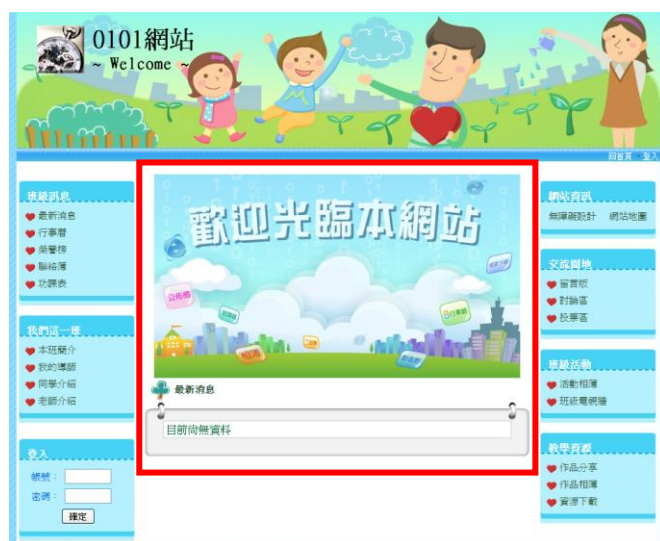 0101網站
~ Welcome ~
回首頁
登入
班級訊息
最新消息
行事曆
榮譽榜
聯絡簿
功課表
我們這一班
本班簡介
我的導師
同學介紹
老師介紹
登入
帳號：
密碼：
確定
歡迎光臨本網站
公佈欄
最新消息
目前尚無資料
網站資訊
無障礙設計 網站地圖
交流園地
留言板
討論區
投票區
班級活動
活動相簿
班級電視牆
教學資源
作品分享
作品相簿
資源下載